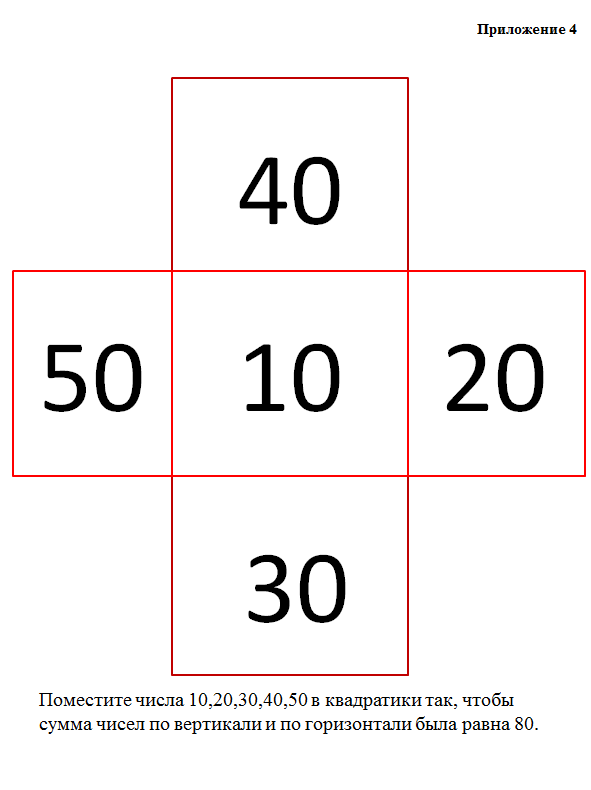 Приложение 4
40
50 10 20
30
Поместите числа 10,20,30,40,50 в квадратики так, чтобы
сумма чисел по вертикали и по горизонтали была равна 80.